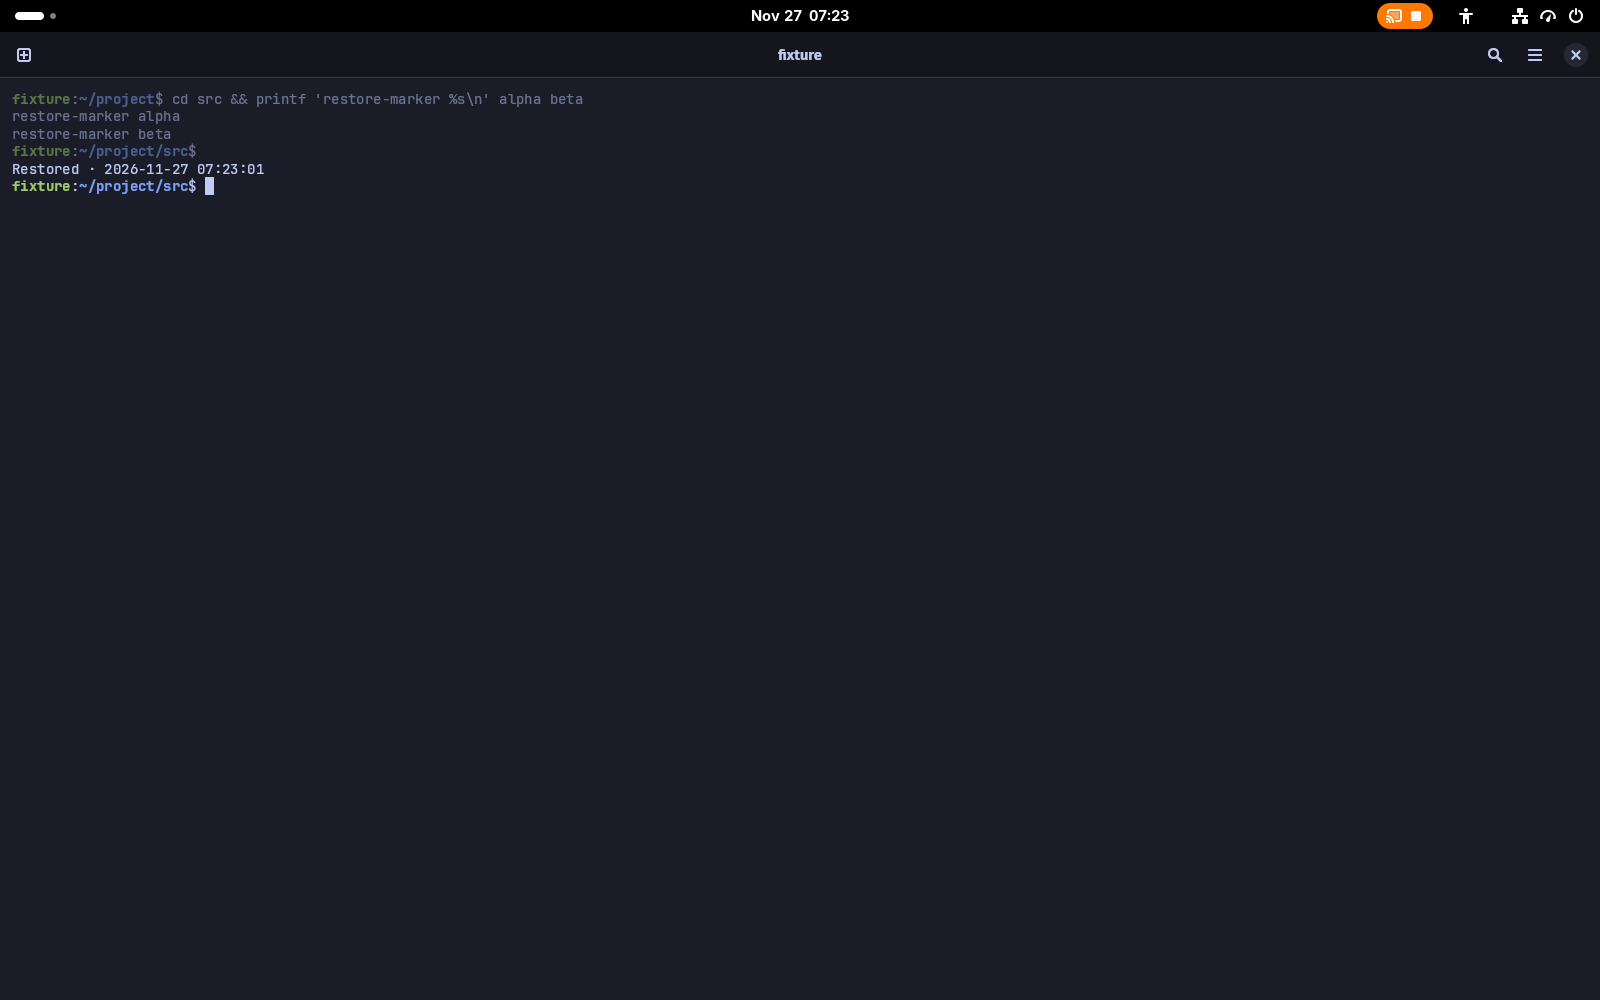 Nov 27 07:23
fixture
fixture:~/project$ cd src && printf 'restore-marker %s\n' alpha beta
restore-marker alpha
restore-marker beta
fixture:~/project/src$
Restored · 2026-11-27 07:23:01
fixture:~/project/src$